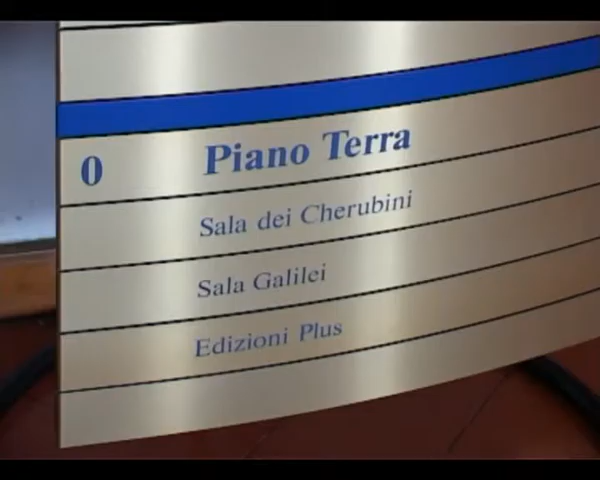 0 Piano Terra
Sala dei Cherubini
Sala Galilei
Edizioni Plus